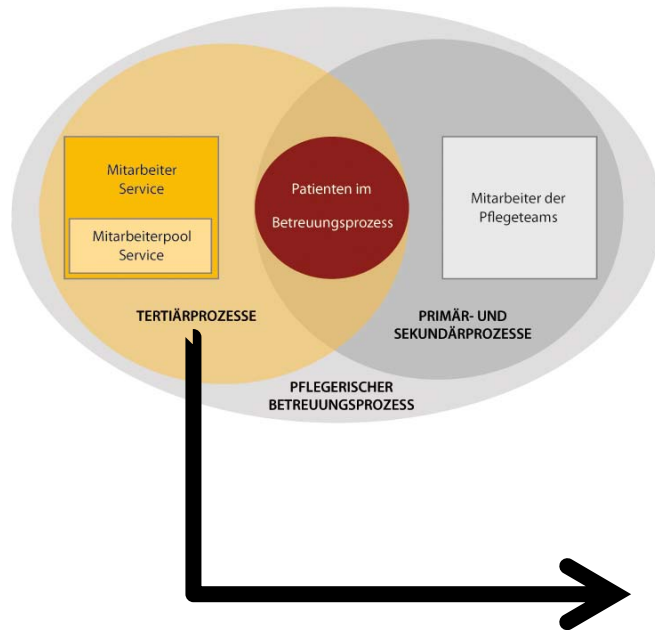 Mitarbeiter
Service
Mitarbeiterpool
Service
Patienten im
Betreuungsprozess
Mitarbeiter der
Pflegeteams
TERTIÄRPROZESSE
PRIMÄR- UND
SEKUNDÄRPROZESSE
PFLEGERISCHER
BETREUUNGSPROZESS